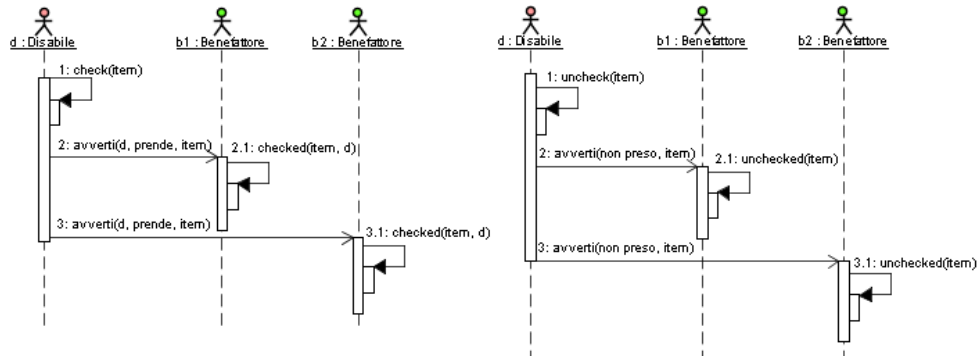 d : Disabile
b1 : Benefattore
b2 : Benefattore
1: check(item)
2: avverti(d, prende, item)
2.1: checked(item, d)
3: avverti(d, prende, item)
3.1: checked(item, d)
d : Disabile
b1 : Benefattore
b2 : Benefattore
1: uncheck(item)
2: avverti(non preso, item)
2.1: unchecked(item)
3: avverti(non preso, item)
3.1: unchecked(item)